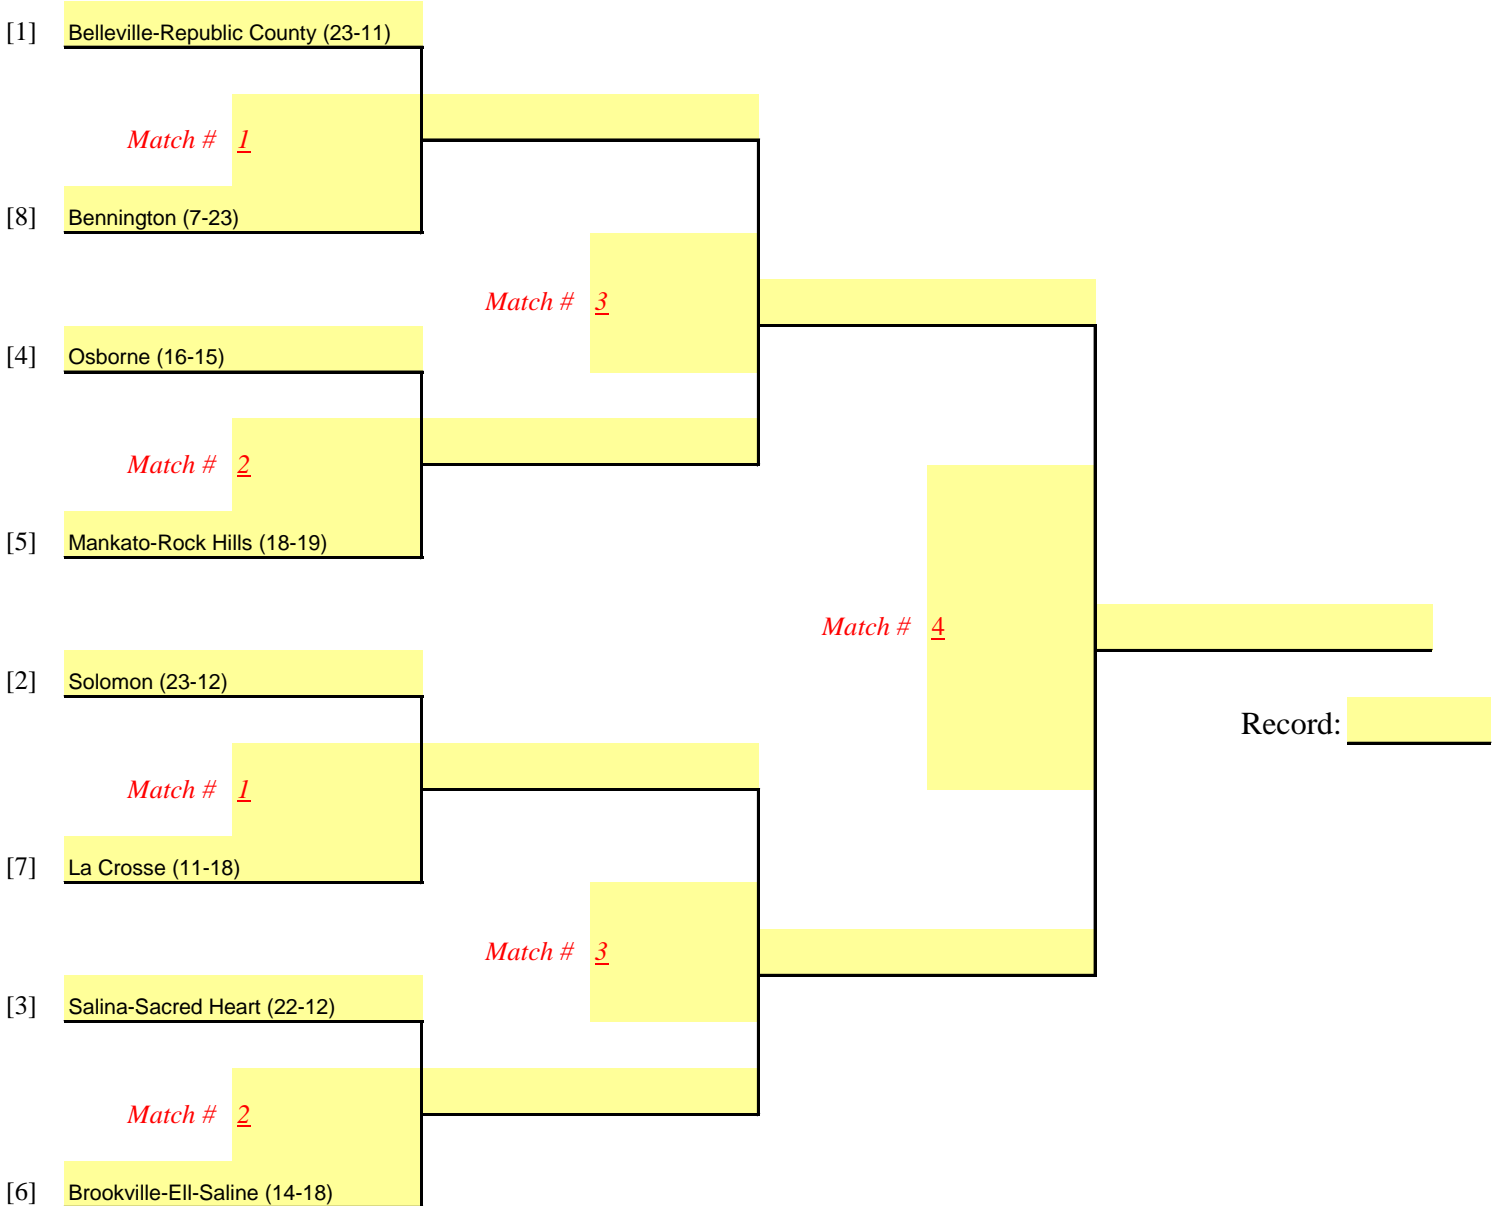 [1] Belleville-Republic County (23-11)
Match # 1
[8] Bennington (7-23)
Match # 3
[4] Osborne (16-15)
Match # 2
[5] Mankato-Rock Hills (18-19)
Match # 4
[2] Solomon (23-12)
Record:
Match # 1
[7] La Crosse (11-18)
Match # 3
[3] Salina-Sacred Heart (22-12)
Match # 2
[6] Brookville-Ell-Saline (14-18)